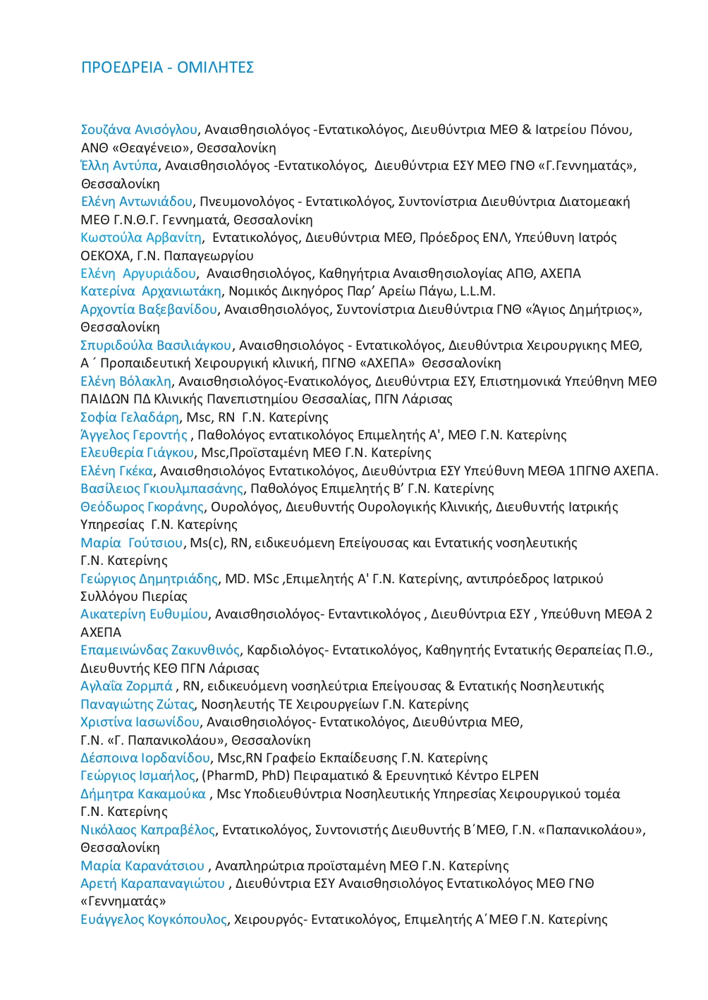 ΠΡΟΕΔΡΕΙΑ - ΟΜΙΛΗΤΕΣ
Σουζάνα Ανισόγλου, Αναισθησιολόγος -Εντατικολόγος, Διευθύντρια ΜΕΘ & Ιατρείου Πόνου,
ΑΝΘ «Θεαγένειο», Θεσσαλονίκη
Έλλη Αντύπα, Αναισθησιολόγος -Εντατικολόγος,  Διευθύντρια ΕΣΥ ΜΕΘ ΓΝΘ «Γ.Γεννηματάς»,
Θεσσαλονίκη
Ελένη Αντωνιάδου, Πνευμονολόγος - Εντατικολόγος, Συντονίστρια Διευθύντρια Διατομεακή
ΜΕΘ Γ.Ν.Θ.Γ. Γεννηματά, Θεσσαλονίκη
Κωστούλα Αρβανίτη,  Εντατικολόγος, Διευθύντρια ΜΕΘ, Πρόεδρος ΕΝΛ, Υπεύθυνη Ιατρός
ΟΕΚΟΧΑ, Γ.Ν. Παπαγεωργίου
Ελένη  Αργυριάδου,  Αναισθησιολόγος, Καθηγήτρια Αναισθησιολογίας ΑΠΘ, ΑΧΕΠΑ
Κατερίνα  Αρχανιωτάκη, Νομικός Δικηγόρος Παρ’ Αρείω Πάγω, L.L.M.
Αρχοντία Βαξεβανίδου, Αναισθησιολόγος, Συντονίστρια Διευθύντρια ΓΝΘ «Άγιος Δημήτριος»,
Θεσσαλονίκη
Σπυριδούλα Βασιλιάγκου, Αναισθησιολόγος - Εντατικολόγος, Διευθύντρια Χειρουργικης ΜΕΘ,
Α ΄ Προπαιδευτική Χειρουργική κλινική, ΠΓΝΘ «ΑΧΕΠΑ»  Θεσσαλονίκη
Ελένη Βόλακλη, Αναισθησιολόγος-Ενατικολόγος, Διευθύντρια ΕΣΥ, Επιστημονικά Υπεύθηνη ΜΕΘ
ΠΑΙΔΩΝ ΠΔ Κλινικής Πανεπιστημίου Θεσσαλίας, ΠΓΝ Λάρισας
Σοφία Γελαδάρη, Msc, RN  Γ.Ν. Κατερίνης
Άγγελος Γεροντής , Παθολόγος εντατικολόγος Επιμελητής Α', ΜΕΘ Γ.Ν. Κατερίνης
Ελευθερία Γιάγκου, Msc,Προϊσταμένη ΜΕΘ Γ.Ν. Κατερίνης
Ελένη Γκέκα, Αναισθησιολόγος Εντατικολόγος, Διευθύντρια ΕΣΥ Υπεύθυνη ΜΕΘΑ 1ΠΓΝΘ ΑΧΕΠΑ.
Βασίλειος Γκιουλμπασάνης, Παθολόγος Επιμελητής Β’ Γ.Ν. Κατερίνης
Θεόδωρος Γκοράνης, Ουρολόγος, Διευθυντής Ουρολογικής Κλινικής, Διευθυντής Ιατρικής
Υπηρεσίας  Γ.Ν. Κατερίνης
Μαρία  Γούτσιου, Ms(c), RN, ειδικευόμενη Επείγουσας και Εντατικής νοσηλευτικής
Γ.Ν. Κατερίνης
Γεώργιος Δημητριάδης, MD. MSc ,Επιμελητής Α' Γ.Ν. Κατερίνης, αντιπρόεδρος Ιατρικού
Συλλόγου Πιερίας
Αικατερίνη Ευθυμίου, Αναισθησιολόγος- Ενταντικολόγος , Διευθύντρια ΕΣΥ , Υπεύθυνη ΜΕΘΑ 2
ΑΧΕΠΑ
Επαμεινώνδας Ζακυνθινός, Καρδιολόγος- Εντατικολόγος, Καθηγητής Εντατικής Θεραπείας Π.Θ.,
Διευθυντής ΚΕΘ ΠΓΝ Λάρισας
Αγλαΐα Ζορμπά , RN, ειδικευόμενη νοσηλεύτρια Επείγουσας & Εντατικής Νοσηλευτικής
Παναγιώτης Ζώτας, Νοσηλευτής ΤΕ Χειρουργείων Γ.Ν. Κατερίνης
Χριστίνα Ιασωνίδου, Αναισθησιολόγος- Εντατικολόγος, Διευθύντρια ΜΕΘ,
Γ.Ν. «Γ. Παπανικολάου», Θεσσαλονίκη
Δέσποινα Ιορδανίδου, Msc,RN Γραφείο Εκπαίδευσης Γ.Ν. Κατερίνης
Γεώργιος Ισμαήλος, (PharmD, PhD) Πειραματικό & Ερευνητικό Κέντρο ELPEN
Δήμητρα Κακαμούκα , Msc Υποδιευθύντρια Νοσηλευτικής Υπηρεσίας Χειρουργικού τομέα
Γ.Ν. Κατερίνης
Νικόλαος Καπραβέλος, Εντατικολόγος, Συντονιστής Διευθυντής Β΄ΜΕΘ, Γ.Ν. «Παπανικολάου»,
Θεσσαλονίκη
Μαρία Καρανάτσιου , Αναπληρώτρια προϊσταμένη ΜΕΘ Γ.Ν. Κατερίνης
Αρετή Καραπαναγιώτου , Διευθύντρια ΕΣΥ Αναισθησιολόγος Εντατικολόγος ΜΕΘ ΓΝΘ
«Γεννηματάς»
Ευάγγελος Κογκόπουλος, Χειρουργός- Εντατικολόγος, Επιμελητής Α΄ΜΕΘ Γ.Ν. Κατερίνης